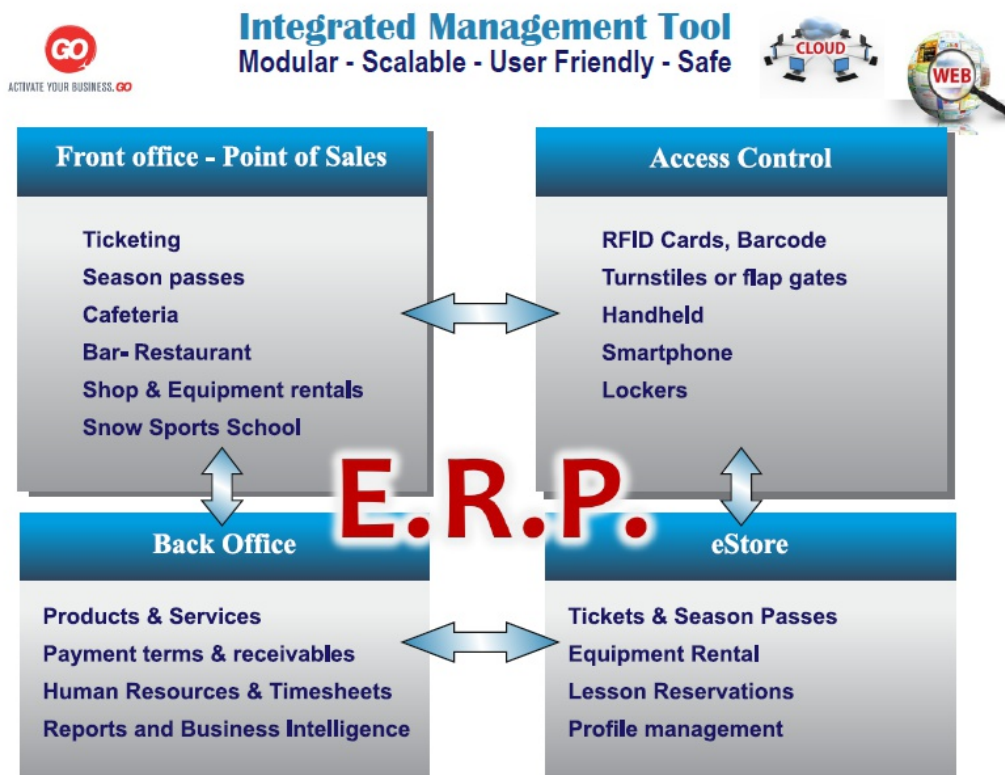 GO
ACTIVATE YOUR BUSINESS.GO
Integrated Management Tool
Modular - Scalable - User Friendly - Safe
CLOUD
WEB
Front office - Point of Sales
Ticketing
Season passes
Cafeteria
Bar- Restaurant
Shop & Equipment rentals
Snow Sports School
Access Control
RFID Cards, Barcode
Turnstiles or flap gates
Handheld
Smartphone
Lockers
E.R.P.
Back Office
Products & Services
Payment terms & receivables
Human Resources & Timesheets
Reports and Business Intelligence
eStore
Tickets & Season Passes
Equipment Rental
Lesson Reservations
Profile management